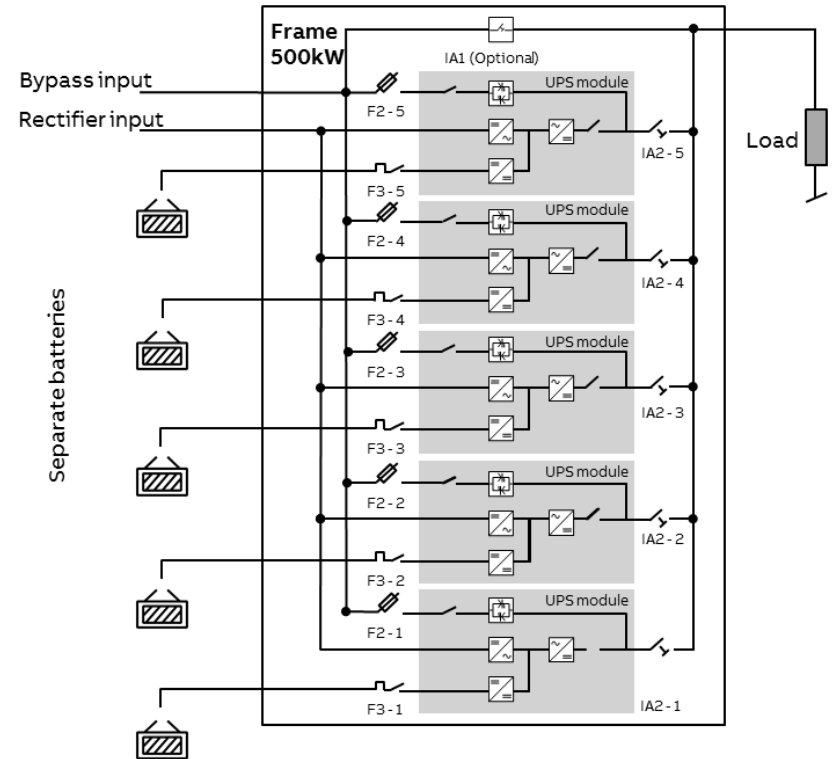 Frame
500kW
IA1 (Optional)
Bypass input
UPS module
F2-5
Rectifier input
IA2-5
Load
F3-5
UPS module
F2-4
IA2-4
F3-4
Separate batteries
UPS module
F2-3
IA2-3
F3-3
UPS module
F2-2
IA2-2
F3-2
UPS module
F2-1
F3-1
IA2-1